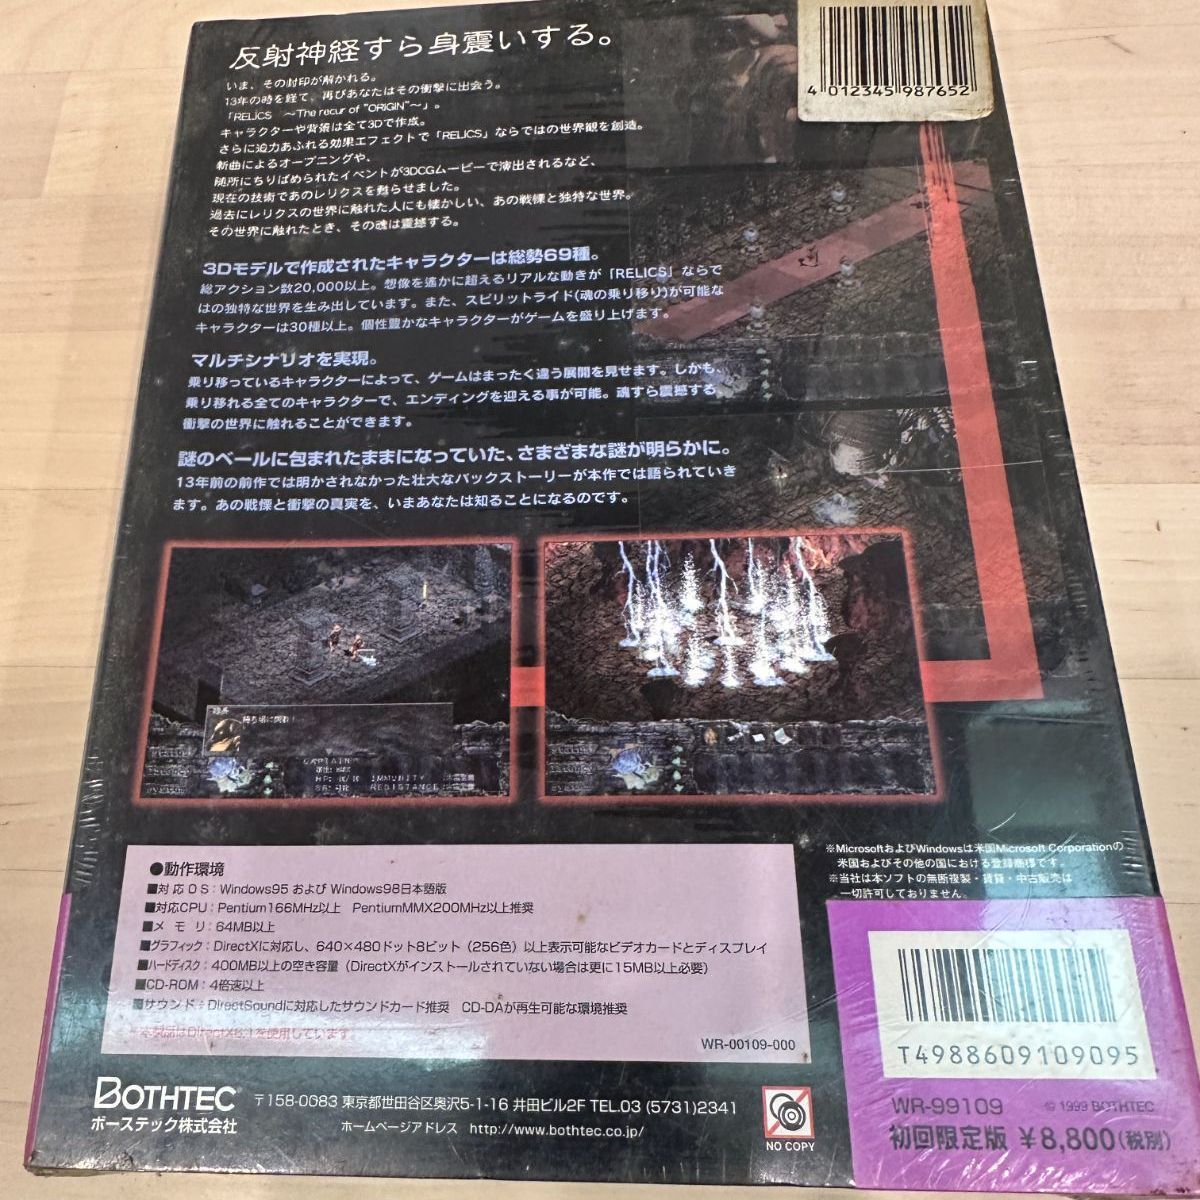 反射神経すら身震いする。
いま、その封印が解かれる。
13年の時を経て、再びあなたはその衝撃に出会う。
「RELICS ～The recur of "ORIGIN"～」。
キャラクターや背景は全て3Dで作成。
さらに迫力あふれる効果エフェクトで「RELICS」ならではの世界観を創造。
新曲によるオープニングや、
随所にちりばめられたイベントが3DCGムービーで演出されるなど、
現在の技術であのレリクスを甦らせました。
過去にレリクスの世界に触れた人にも懐かしい、あの戦慄と独特な世界。
その世界に触れたとき、その魂は震撼する。
4 012345 987652
3Dモデルで作成されたキャラクターは総勢69種。
総アクション数20,000以上。想像を遙かに超えるリアルな動きが「RELICS」ならで
はの独特な世界を生み出しています。また、スピリットライド(魂の乗り移り)が可能な
キャラクターは30種以上。個性豊かなキャラクターがゲームを盛り上げます。
マルチシナリオを実現。
乗り移っているキャラクターによって、ゲームはまったく違う展開を見せます。しかも、
乗り移れる全てのキャラクターで、エンディングを迎える事が可能。魂すら震撼する
衝撃の世界に触れることができます。
謎のベールに包まれたままになっていた、さまざまな謎が明らかに。
13年前の前作では明かされなかった壮大なバックストーリーが本作では語られていき
ます。あの戦慄と衝撃の真実を、いまあなたは知ることになるのです。
CAPTAIN
IMMUNITY
●動作環境
■対応OS：Windows95 および Windows98日本語版
■対応CPU：Pentium166MHz以上 PentiumMMX200MHz以上推奨
■メモリ：64MB以上
■グラフィック：DirectXに対応し、640×480ドット8ビット（256色）以上表示可能なビデオカードとディスプレイ
■ハードディスク：400MB以上の空き容量（DirectXがインストールされていない場合は更に15MB以上必要）
■CD-ROM：4倍速以上
■サウンド：DirectSoundに対応したサウンドカード推奨 CD-DAが再生可能な環境推奨
※本製品はDirectX6.1を使用しています。
WR-00109-000
※MicrosoftおよびWindowsは米国Microsoft Corporationの
米国およびその他の国における登録商標です。
※当社は本ソフトの無断複製・賃貸・中古販売は
一切許可しておりません。
T4988609109095
WR-99109 © 1999 BOTHTEC
初回限定版 ¥8,800(税別)
BOTHTEC
ボーステック株式会社
〒158-0083 東京都世田谷区奥沢5-1-16 井田ビル2F TEL.03 (5731)2341
ホームページアドレス http://www.bothtec.co.jp/
NO COPY